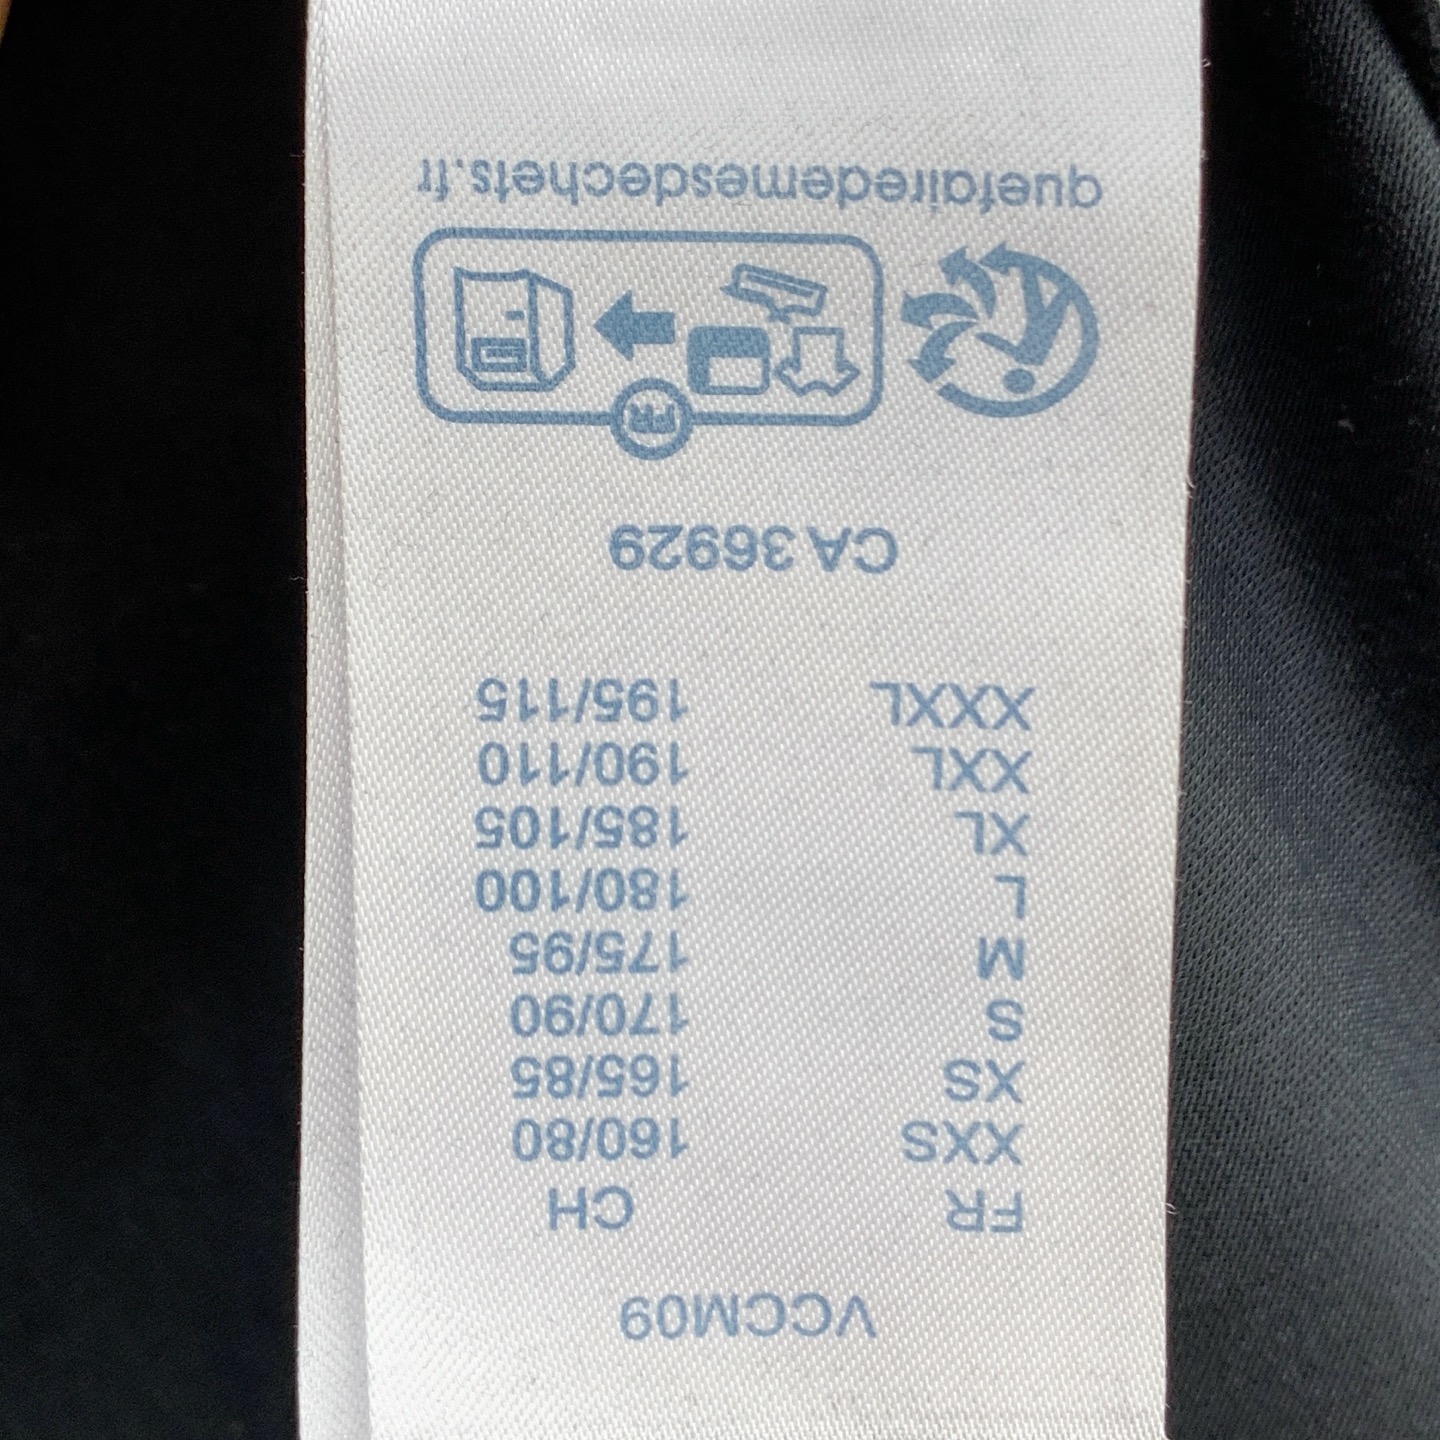 VCCM09
FR CH
XXS 160/80
XS 165/85
S 170/90
M 175/95
L 180/100
XL 185/105
XXL 190/110
XXXL 195/115
CA 36929
FR
quefairedemesdechets.fr